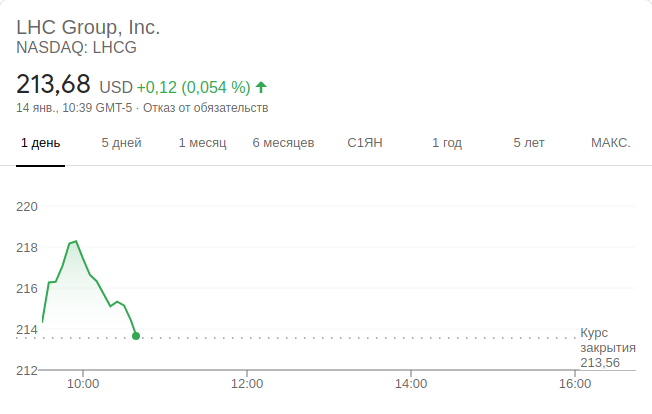 LHC Group, Inc.
NASDAQ: LHCG
213,68 USD +0,12 (0,054 %)
14 янв., 10:39 GMT-5 · Отказ от обязательств
1 день 5 дней 1 месяц 6 месяцев С1ЯН 1 год 5 лет МАКС.
220
218
216
214
212
Курс
закрытия
213,56
10:00 12:00 14:00 16:00